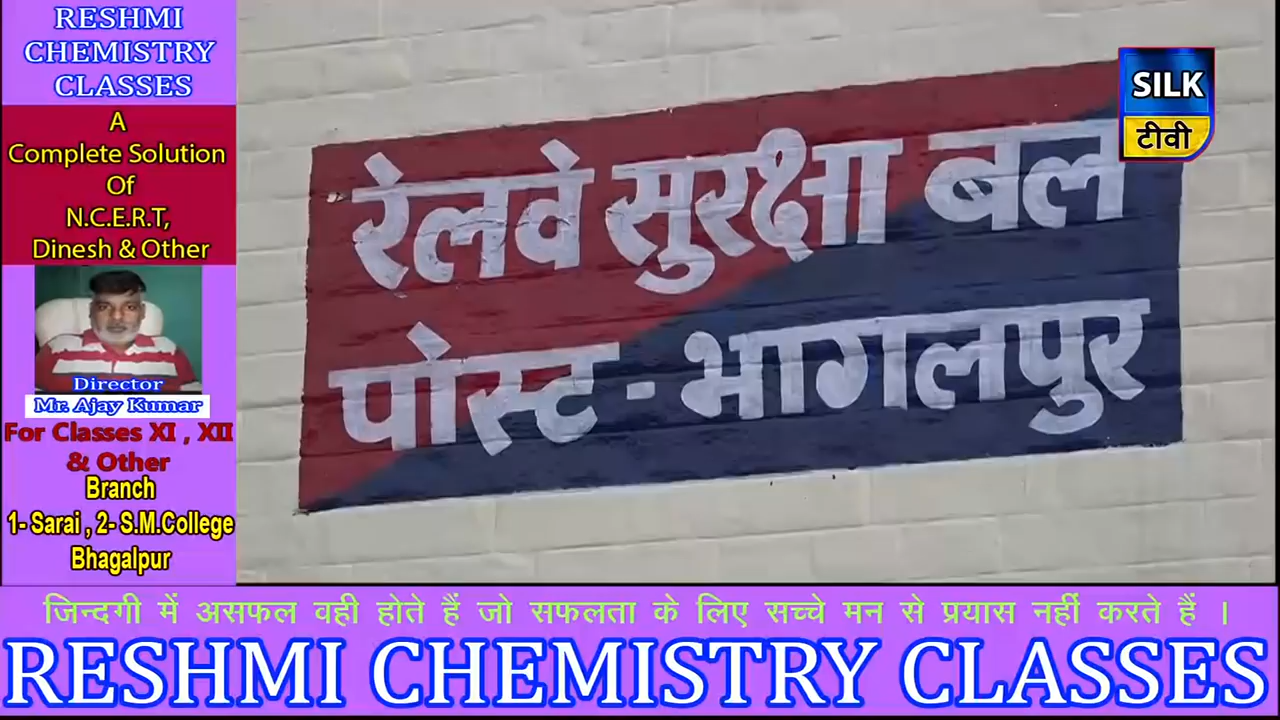 RESHMI
CHEMISTRY
CLASSES
A
Complete Solution
Of
N.C.E.R.T,
Dinesh & Other
Director
Mr. Ajay Kumar
For Classes XI , XII
& Other
Branch
1- Sarai , 2- S.M.College
Bhagalpur
रेलवे सुरक्षा बल
पोस्ट - भागलपुर
SILK
टीवी
जिन्दगी में असफल वही होते हैं जो सफलता के लिए सच्चे मन से प्रयास नहीं करते हैं ।
RESHMI CHEMISTRY CLASSES